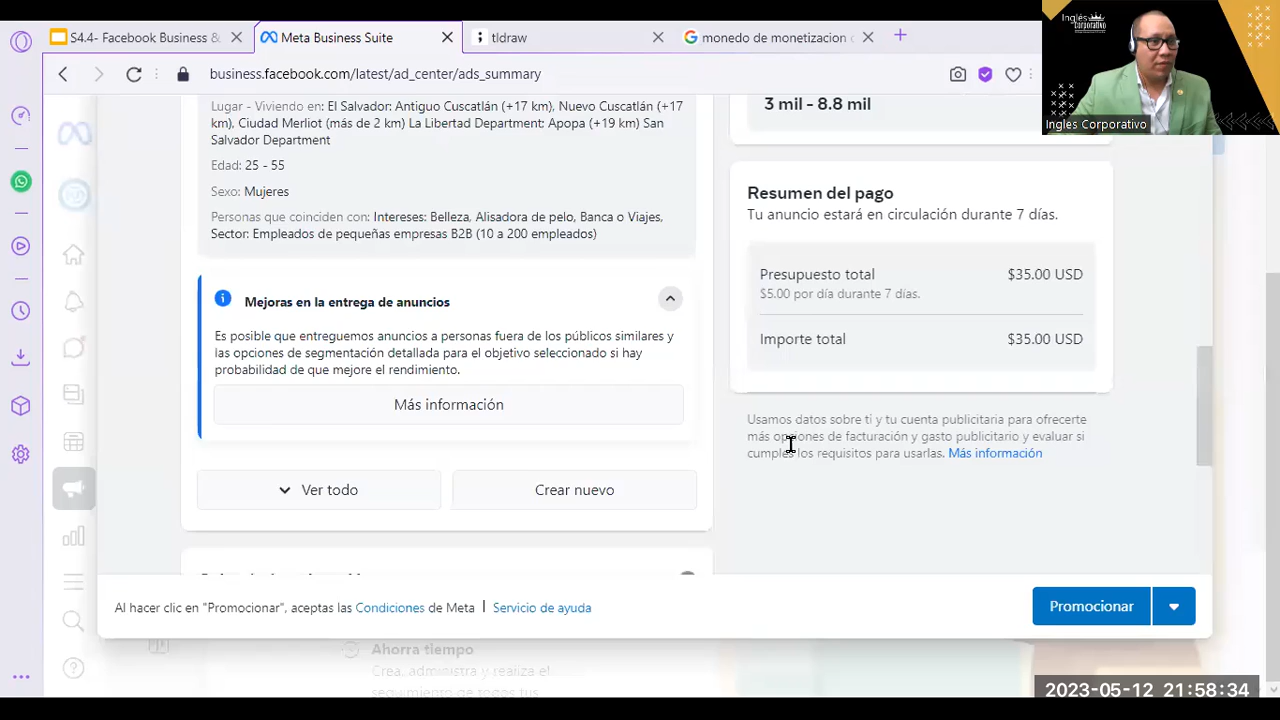 S4.4- Facebook Business &
Meta Business Suite
tldraw
monedo de monetizacion
business.facebook.com/latest/ad_center/ads_summary
Inglés
Corporativo
Ingles Corporativo
Lugar - Viviendo en: El Salvador: Antiguo Cuscatlán (+17 km), Nuevo Cuscatlán (+17
km), Ciudad Merliot (más 22 km) La Libertad Department: Apopa (+19 km) San
Salvador Department
Edad: 25 - 55
Sexo: Mujeres
Personas que coinciden con: Intereses: Belleza, Alisadora de pelo, Banca o Viajes,
Sector: Empleados de pequeñas empresas B2B (10 a 200 empleados)
Mejoras en la entrega de anuncios
Es posible que entreguemos anuncios a personas fuera de los públicos similares y
las opciones de segmentación detallada para el objetivo seleccionado si hay
probabilidad de que mejore el rendimiento.
Más información
Ver todo
Crear nuevo
3 mil - 8.8 mil
Resumen del pago
Tu anuncio estará en circulación durante 7 días.
Presupuesto total $35.00 USD
$5.00 por día durante 7 días.
Importe total $35.00 USD
Usamos datos sobre ti y tu cuenta publicitaria para ofrecerte
más opciones de facturación y gasto publicitario y evaluar si
cumples los requisitos para usarlas. Más información
Al hacer clic en "Promocionar", aceptas las Condiciones de Meta | Servicio de ayuda
Promocionar
Ahorra tiempo
Crea, administra y realiza el
seguimiento de todos tus
2023-05-12 21:58:34